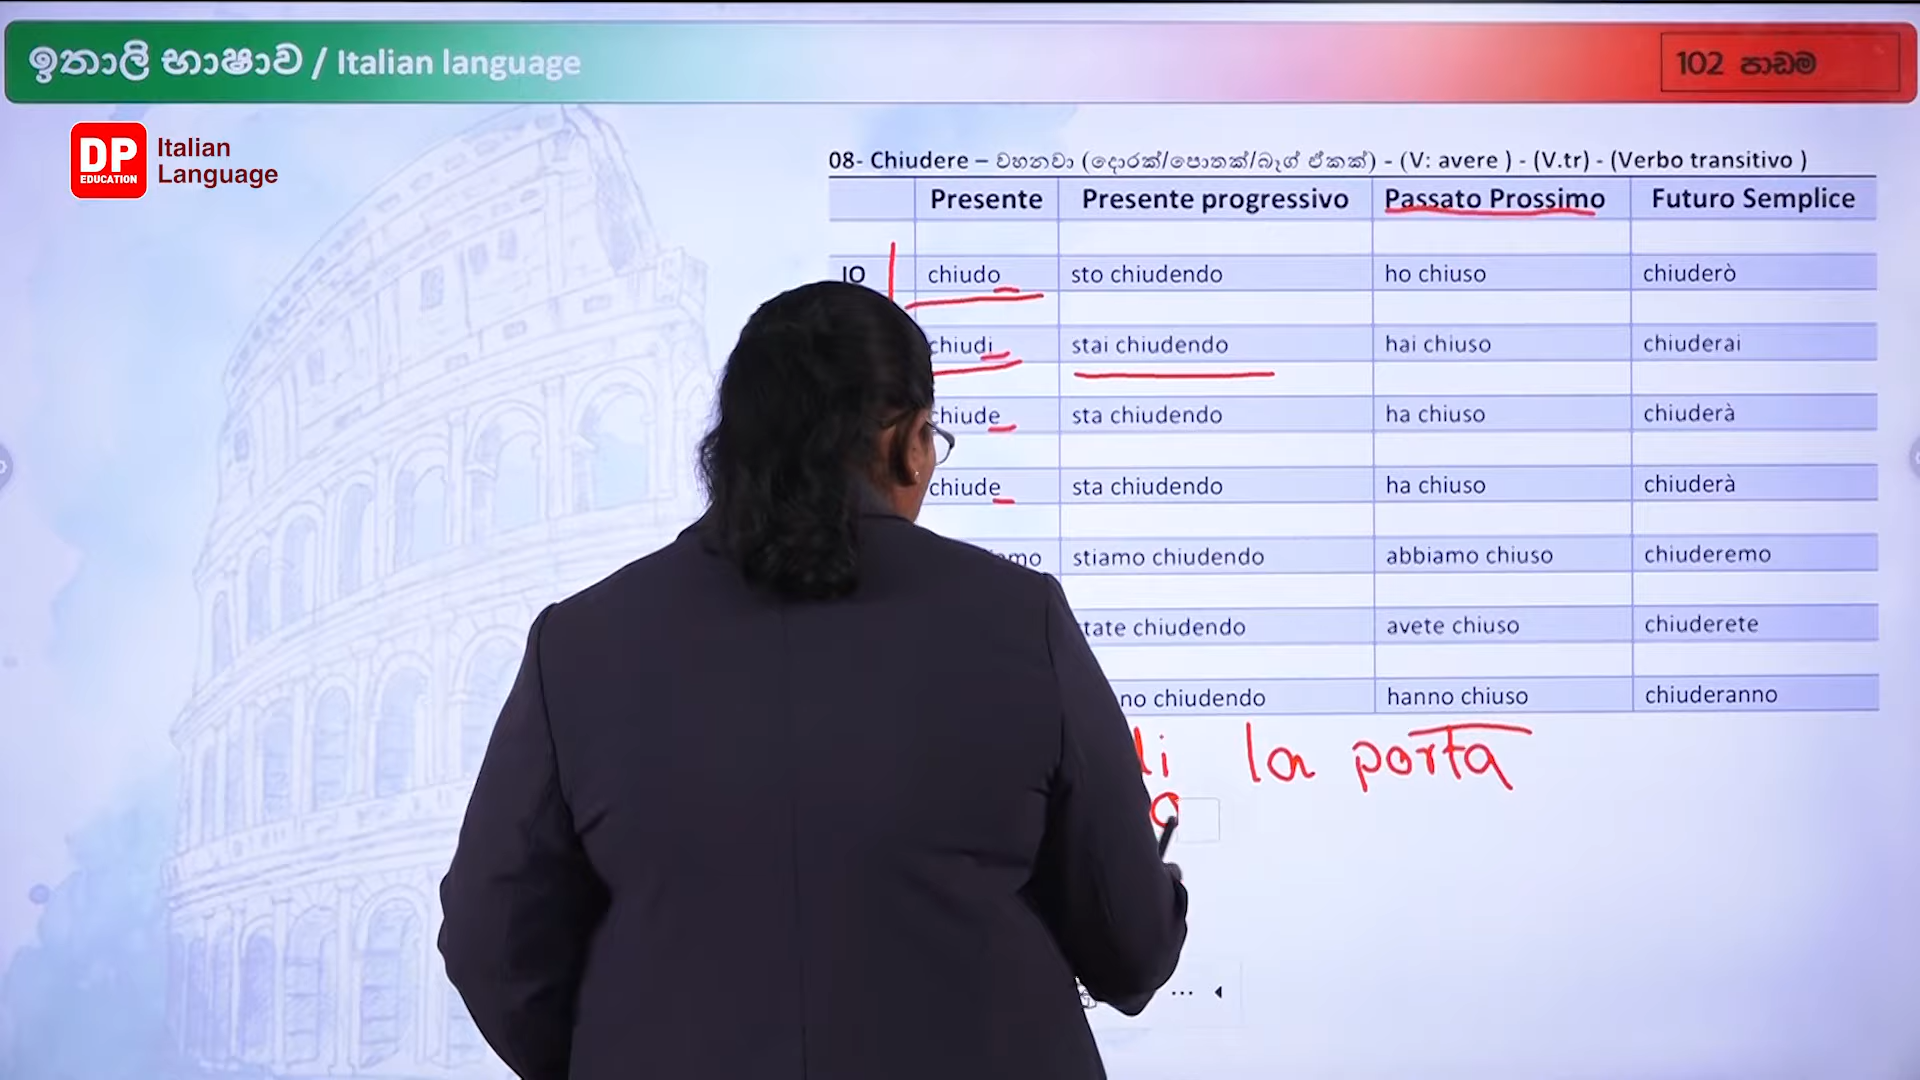 ඉතාලි භාෂාව / Italian language
102 පාඩම
DP EDUCATION
Italian Language
08- Chiudere – වහනවා (දොරක්/පොතක්/බෑග් ඒකක්) - (V: avere ) - (V.tr) - (Verbo transitivo )
Presente Presente progressivo Passato Prossimo Futuro Semplice
IO chiudo sto chiudendo ho chiuso chiuderò
chiudi stai chiudendo hai chiuso chiuderai
chiude sta chiudendo ha chiuso chiuderà
chiude sta chiudendo ha chiuso chiuderà
stiamo chiudendo abbiamo chiuso chiuderemo
chiudendo avete chiuso chiuderete
chiudendo hanno chiuso chiuderanno
la porta